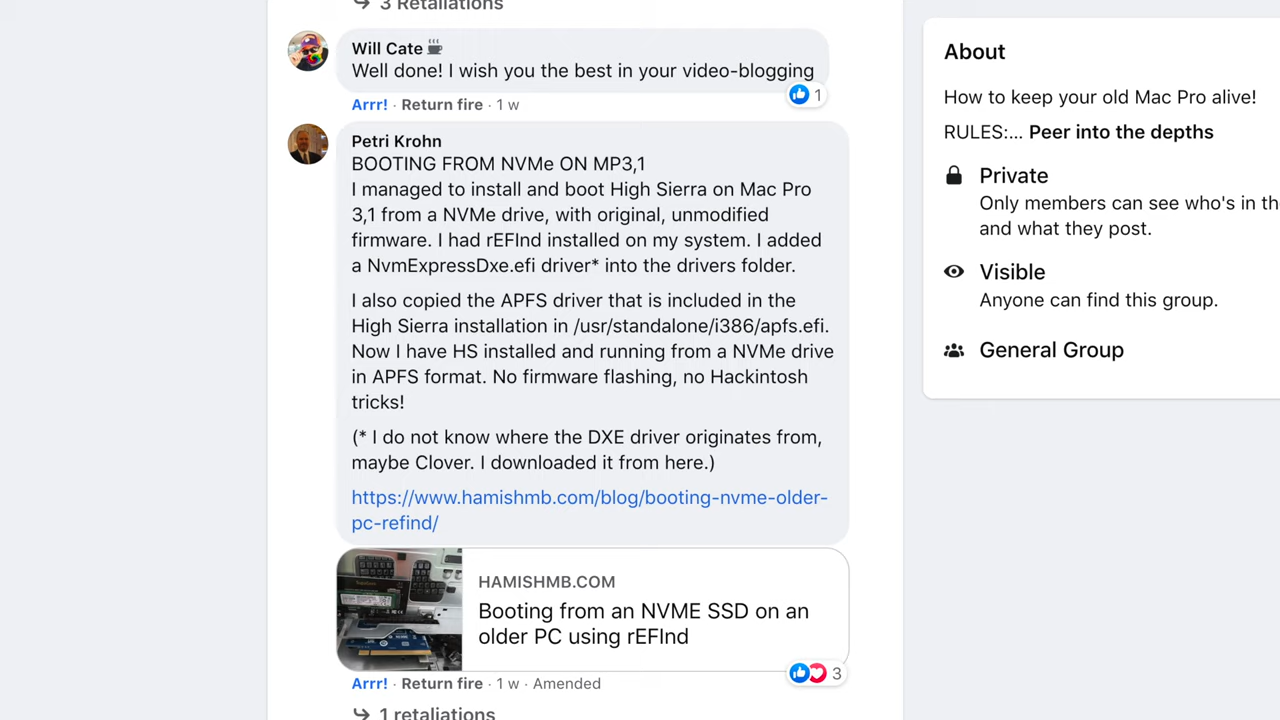 3 Retaliations
Will Cate
Well done! I wish you the best in your video-blogging
1
Arrr! · Return fire · 1 w
Petri Krohn
BOOTING FROM NVMe ON MP3,1
I managed to install and boot High Sierra on Mac Pro
3,1 from a NVMe drive, with original, unmodified
firmware. I had rEFInd installed on my system. I added
a NvmExpressDxe.efi driver* into the drivers folder.
I also copied the APFS driver that is included in the
High Sierra installation in /usr/standalone/i386/apfs.efi.
Now I have HS installed and running from a NVMe drive
in APFS format. No firmware flashing, no Hackintosh
tricks!
(* I do not know where the DXE driver originates from,
maybe Clover. I downloaded it from here.)
https://www.hamishmb.com/blog/booting-nvme-older-
pc-refind/
HAMISHMB.COM
Booting from an NVME SSD on an
older PC using rEFInd
3
Arrr! · Return fire · 1 w · Amended
1 retaliations
About
How to keep your old Mac Pro alive!
RULES:... Peer into the depths
Private
Only members can see who's in th
and what they post.
Visible
Anyone can find this group.
General Group